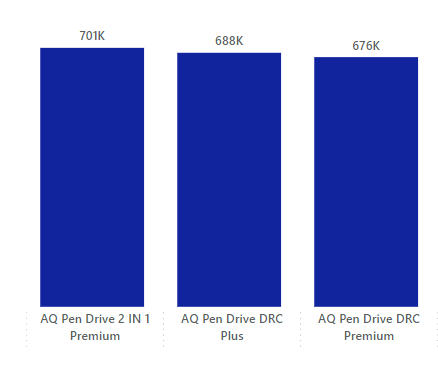 701K
688K
676K
AQ Pen Drive 2 IN 1
Premium
AQ Pen Drive DRC
Plus
AQ Pen Drive DRC
Premium